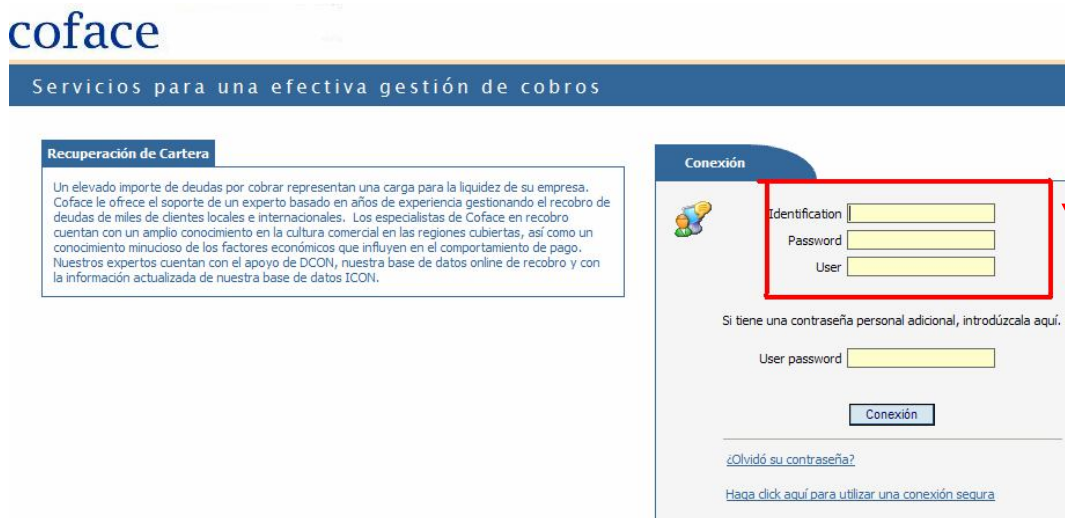 coface
Servicios para una efectiva gestión de cobros
Recuperación de Cartera
Un elevado importe de deudas por cobrar representan una carga para la liquidez de su empresa.
Coface le ofrece el soporte de un experto basado en años de experiencia gestionando el recobro de
deudas de miles de clientes locales e internacionales. Los especialistas de Coface en recobro
cuentan con un amplio conocimiento en la cultura comercial en las regiones cubiertas, así como un
conocimiento minucioso de los factores económicos que influyen en el comportamiento de pago.
Nuestros expertos cuentan con el apoyo de DCON, nuestra base de datos online de recobro y con
la información actualizada de nuestra base de datos ICON.
Conexión
Identification
Password
User
Si tiene una contraseña personal adicional, introdúzcala aquí.
User password
Conexión
¿Olvidó su contraseña?
Haga click aquí para utilizar una conexión segura